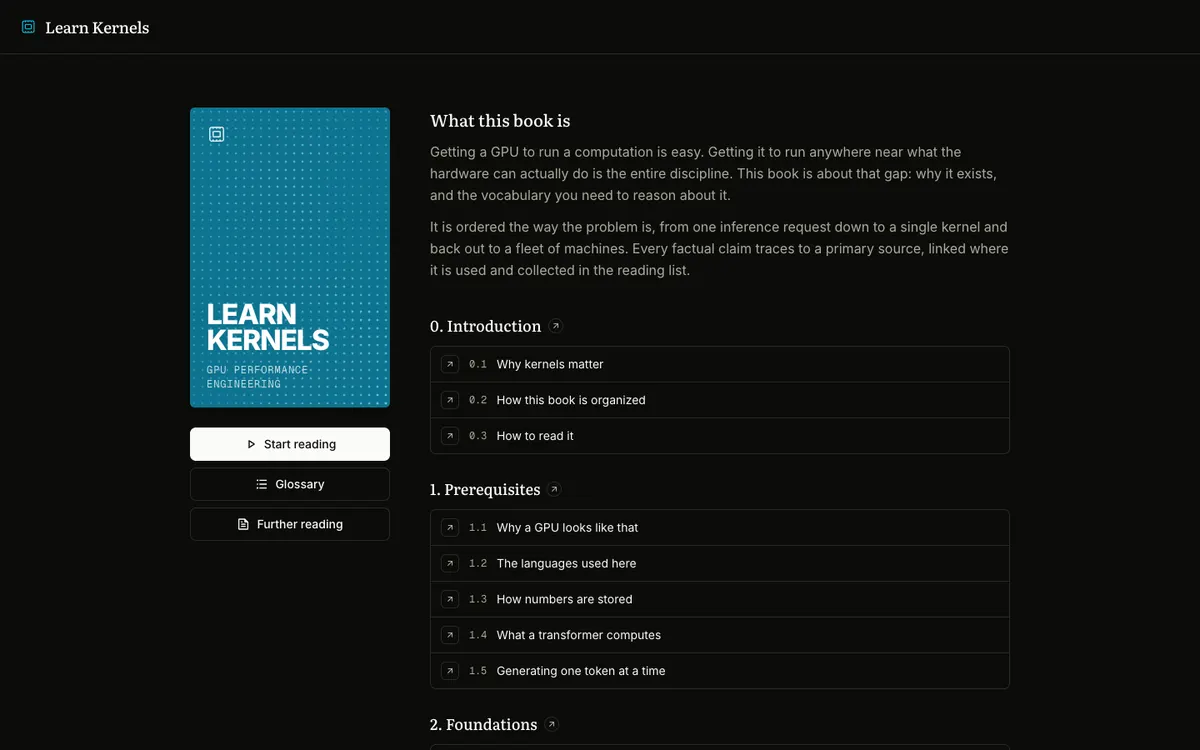 Learn Kernels
LEARN
KERNELS
GPU PERFORMANCE
ENGINEERING
Start reading
Glossary
Further reading
What this book is
Getting a GPU to run a computation is easy. Getting it to run anywhere near what the
hardware can actually do is the entire discipline. This book is about that gap: why it exists,
and the vocabulary you need to reason about it.
It is ordered the way the problem is, from one inference request down to a single kernel and
back out to a fleet of machines. Every factual claim traces to a primary source, linked where
it is used and collected in the reading list.
0. Introduction
0.1 Why kernels matter
0.2 How this book is organized
0.3 How to read it
1. Prerequisites
1.1 Why a GPU looks like that
1.2 The languages used here
1.3 How numbers are stored
1.4 What a transformer computes
1.5 Generating one token at a time
2. Foundations